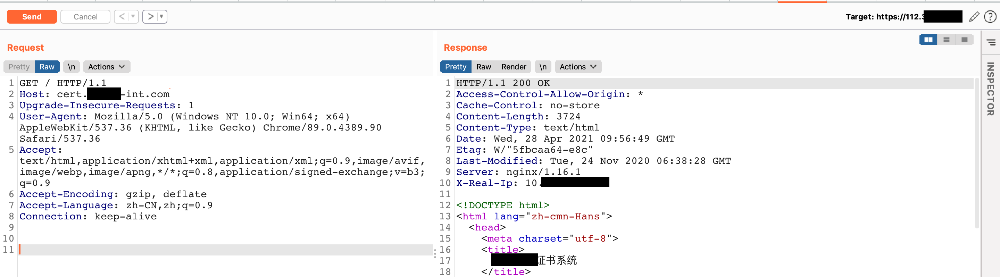 Send
Cancel
Target: https://112.3
Request
Response
Pretty
Raw
\n
Actions
Pretty
Raw
Render
\n
Actions
INSPECTOR
1 GET / HTTP/1.1
2 Host: cert. -int.com
3 Upgrade-Insecure-Requests: 1
4 User-Agent: Mozilla/5.0 (Windows NT 10.0; Win64; x64)
AppleWebKit/537.36 (KHTML, like Gecko) Chrome/89.0.4389.90
Safari/537.36
5 Accept:
text/html,application/xhtml+xml,application/xml;q=0.9,image/avif,
image/webp,image/apng,*/*;q=0.8,application/signed-exchange;v=b3;
q=0.9
6 Accept-Encoding: gzip, deflate
7 Accept-Language: zh-CN,zh;q=0.9
8 Connection: keep-alive
9
10
11
1 HTTP/1.1 200 OK
2 Access-Control-Allow-Origin: *
3 Cache-Control: no-store
4 Content-Length: 3724
5 Content-Type: text/html
6 Date: Wed, 28 Apr 2021 09:56:49 GMT
7 Etag: W/"5fbcaa64-e8c"
8 Last-Modified: Tue, 24 Nov 2020 06:38:28 GMT
9 Server: nginx/1.16.1
10 X-Real-Ip: 10.
11
12 <!DOCTYPE html>
13 <html lang="zh-cmn-Hans">
14 <head>
15 <meta charset="utf-8">
16 <title>
17 证书系统
18 </title>